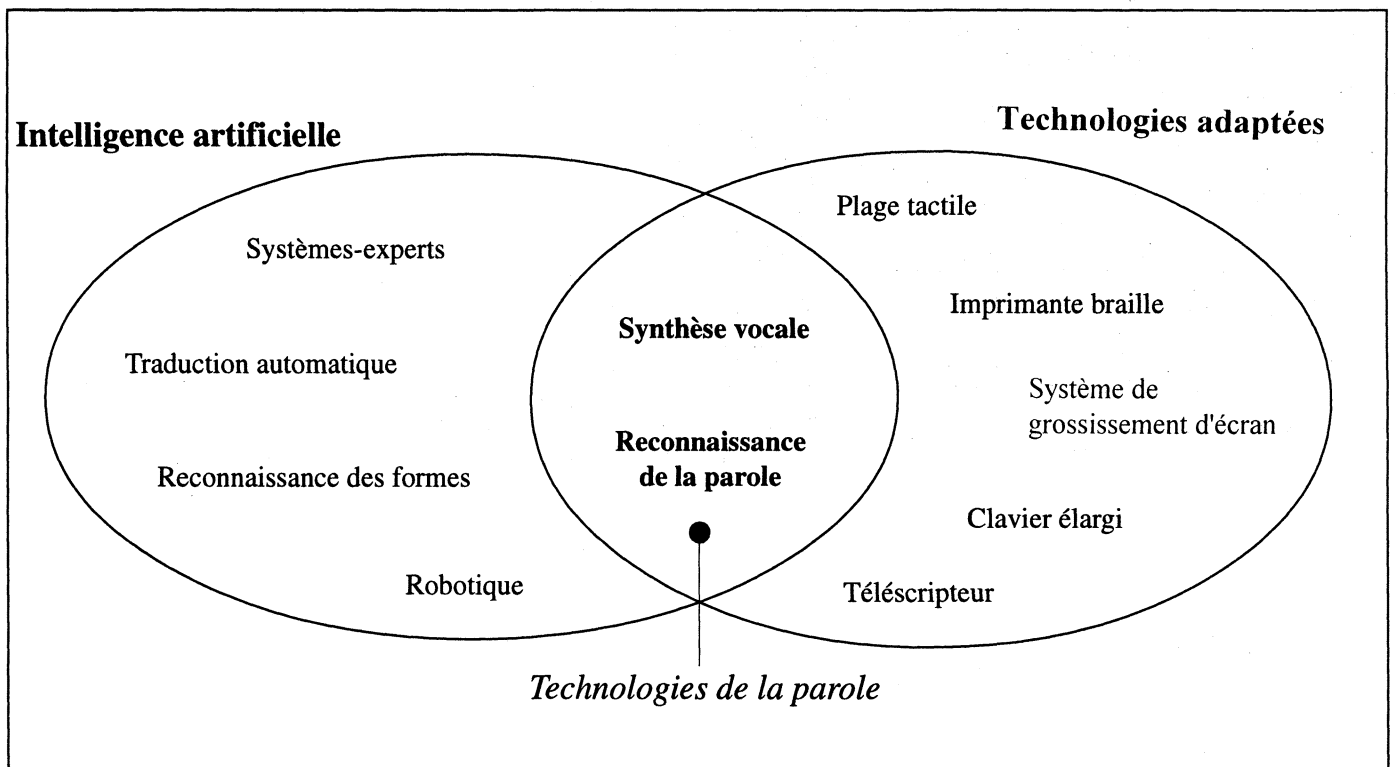 Intelligence artificielle
Technologies adaptées
Plage tactile
Systèmes-experts
Imprimante braille
Synthèse vocale
Traduction automatique
Système de
grossissement d'écran
Reconnaissance
de la parole
Reconnaissance des formes
Clavier élargi
Robotique
Téléscripteur
Technologies de la parole